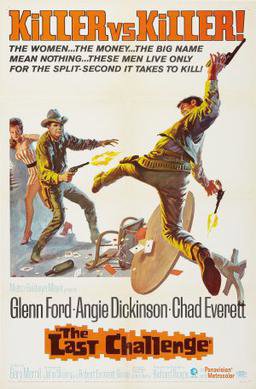 KiLLER vs KiLLER!
THE WOMEN...THE MONEY...THE BIG NAME
MEAN NOTHING...THESE MEN LIVE ONLY
FOR THE SPLIT-SECOND IT TAKES TO KILL!
Metro-Goldwyn-Mayer
Glenn Ford·Angie Dickinson·Chad Everett
"The
Last Challenge"
Gary Merrill
Panavision
Metrocolor